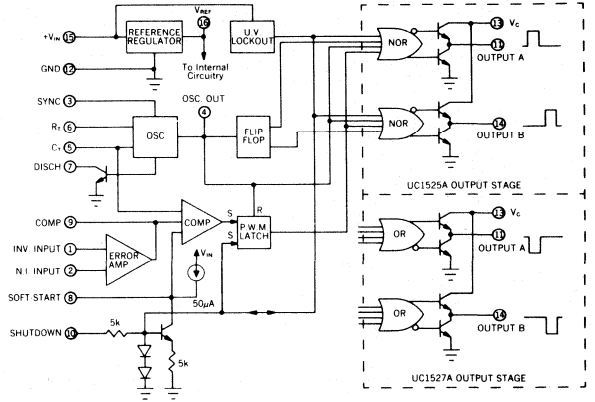 +VIN 15
REFERENCE
REGULATOR
VREF
16
U.V
LOCKOUT
GND 12
To Internal
Circuitry
SYNC 3
OSC. OUT
4
RT 6
OSC
FLIP
FLOP
CT 5
DISCH 7
COMP 9
COMP
S
S
R
P.W.M
LATCH
INV. INPUT 1
ERROR
AMP
N.I. INPUT 2
VIN
SOFT-START 8
50µA
SHUTDOWN 10
5k
5k
NOR
13 VC
11
OUTPUT A
NOR
14
OUTPUT B
UC1525A OUTPUT STAGE
OR
13 VC
11
OUTPUT A
OR
14
OUTPUT B
UC1527A OUTPUT STAGE